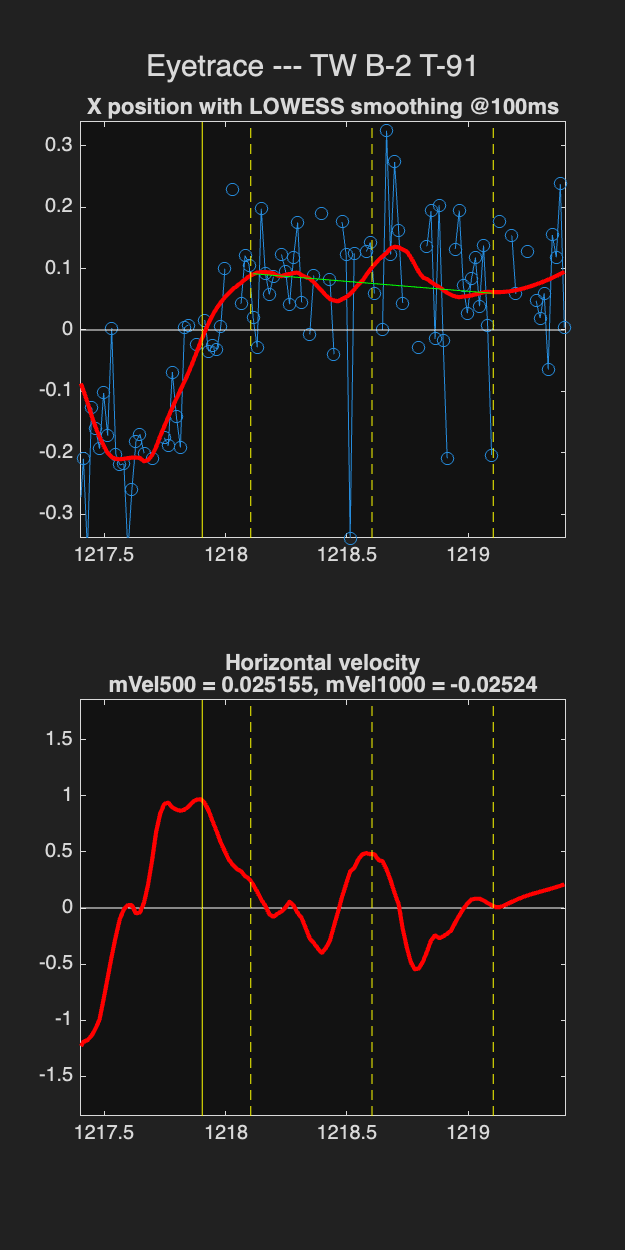 Eyetrace --- TW B-2 T-91
X position with LOWESS smoothing @100ms
0.3
0.2
0.1
0
-0.1
-0.2
-0.3
1217.5 1218 1218.5 1219
Horizontal velocity
mVel500 = 0.025155, mVel1000 = -0.02524
1.5
1
0.5
0
-0.5
-1
-1.5
1217.5 1218 1218.5 1219